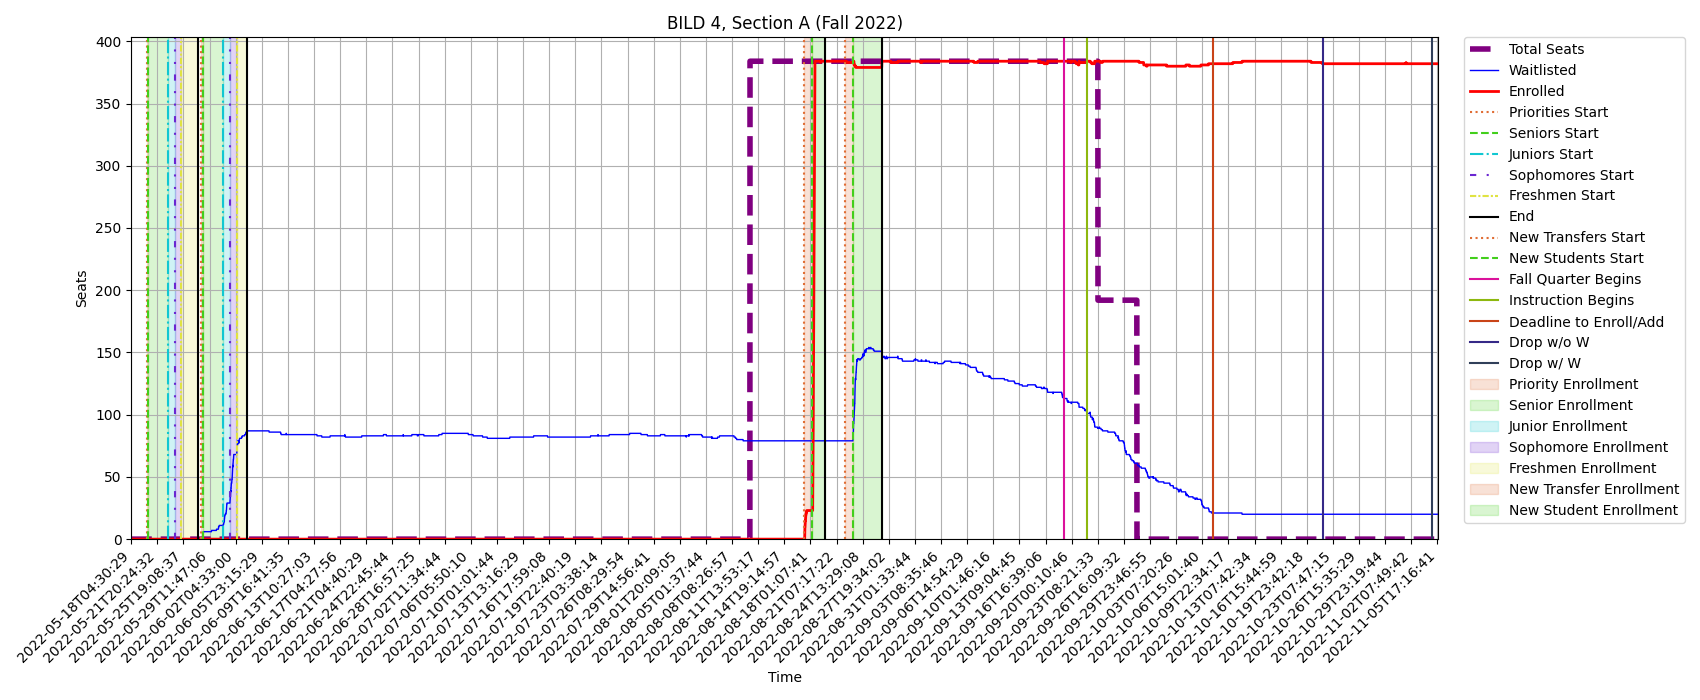 BILD 4, Section A (Fall 2022)
Seats
400
350
300
250
200
150
100
50
0
2022-05-18T04:30:29
2022-05-21T20:24:32
2022-05-25T19:08:37
2022-05-29T11:47:06
2022-06-02T04:33:00
2022-06-05T23:15:29
2022-06-09T16:41:35
2022-06-13T10:27:03
2022-06-17T04:27:56
2022-06-21T04:40:29
2022-06-24T22:45:44
2022-06-28T16:57:25
2022-07-02T11:34:44
2022-07-06T05:50:10
2022-07-10T01:01:44
2022-07-13T13:16:29
2022-07-16T17:59:08
2022-07-19T22:40:19
2022-07-23T03:38:14
2022-07-26T08:29:54
2022-07-29T14:56:41
2022-08-01T20:09:05
2022-08-05T01:37:44
2022-08-08T08:26:57
2022-08-11T13:53:17
2022-08-14T19:14:57
2022-08-18T01:07:41
2022-08-21T07:17:22
2022-08-24T13:29:08
2022-08-27T19:34:02
2022-08-31T01:33:44
2022-09-03T08:35:46
2022-09-06T14:54:29
2022-09-10T01:46:16
2022-09-13T09:04:45
2022-09-16T16:39:06
2022-09-20T00:10:46
2022-09-23T08:21:33
2022-09-26T16:09:32
2022-09-29T23:46:55
2022-10-03T07:20:26
2022-10-06T15:01:40
2022-10-09T22:34:17
2022-10-13T07:42:34
2022-10-16T15:44:59
2022-10-19T23:42:18
2022-10-23T07:47:15
2022-10-26T15:35:29
2022-10-29T23:19:44
2022-11-02T07:49:42
2022-11-05T17:16:41
Time
Total Seats
Waitlisted
Enrolled
Priorities Start
Seniors Start
Juniors Start
Sophomores Start
Freshmen Start
End
New Transfers Start
New Students Start
Fall Quarter Begins
Instruction Begins
Deadline to Enroll/Add
Drop w/o W
Drop w/ W
Priority Enrollment
Senior Enrollment
Junior Enrollment
Sophomore Enrollment
Freshmen Enrollment
New Transfer Enrollment
New Student Enrollment